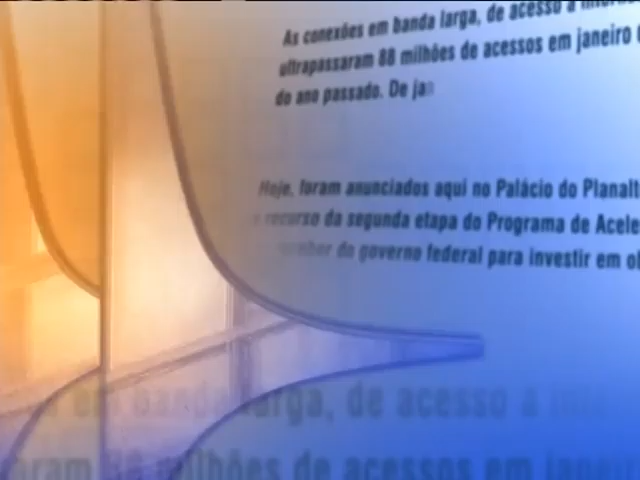 As conexões em banda larga, de acesso à
ultrapassaram 88 milhões de acessos em janeiro
do ano passado. De ja
Hoje, foram anunciados aqui no Palácio do
recurso da segunda etapa do Programa de
do governo federal para investir em
em banda larga, de acesso à
88 milhões de acessos em janeiro